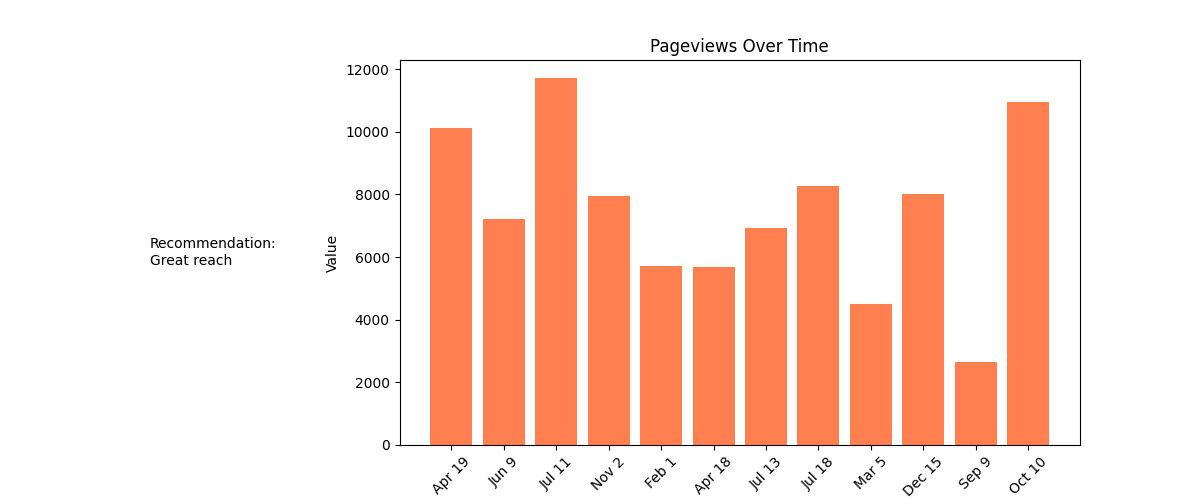 Pageviews Over Time
Recommendation:
Great reach
Value
12000
10000
8000
6000
4000
2000
0
Apr 19
Jun 9
Jul 11
Nov 2
Feb 1
Apr 18
Jul 13
Jul 18
Mar 5
Dec 15
Sep 9
Oct 10